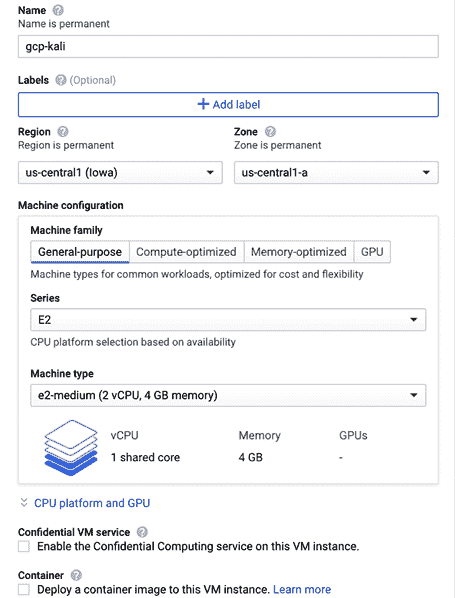 Name
Name is permanent
gcp-kali
Labels (Optional)
+ Add label
Region Zone
Region is permanent Zone is permanent
us-central1 (Iowa) us-central1-a
Machine configuration
Machine family
General-purpose Compute-optimized Memory-optimized GPU
Machine types for common workloads, optimized for cost and flexibility
Series
E2
CPU platform selection based on availability
Machine type
e2-medium (2 vCPU, 4 GB memory)
vCPU Memory GPUs
1 shared core 4 GB -
CPU platform and GPU
Confidential VM service
Enable the Confidential Computing service on this VM instance.
Container
Deploy a container image to this VM instance. Learn more